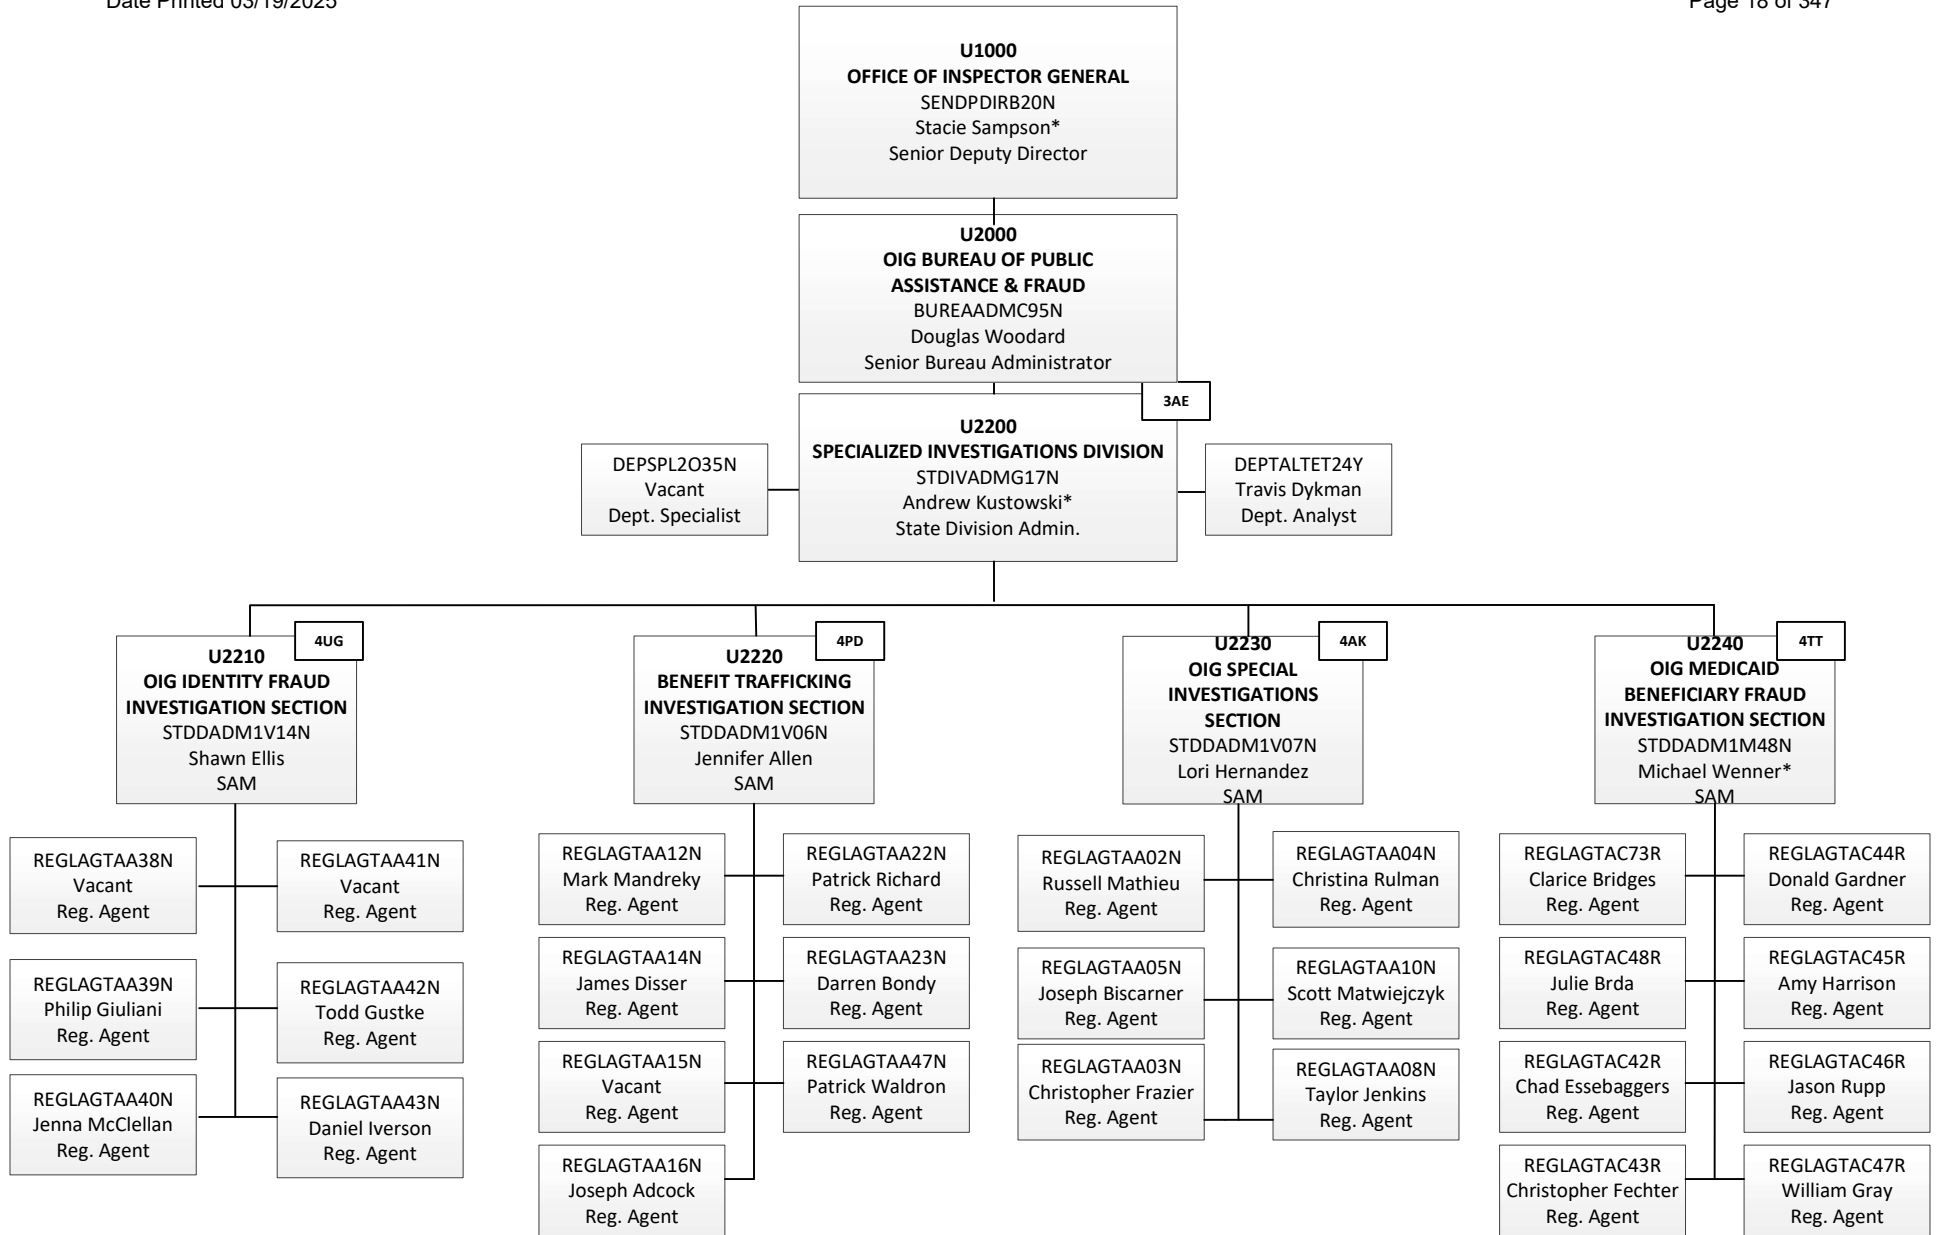 Date Printed 03/19/2025
Page 18 of 347
U1000
OFFICE OF INSPECTOR GENERAL
SENDPDIRB20N
Stacie Sampson*
Senior Deputy Director
U2000
OIG BUREAU OF PUBLIC
ASSISTANCE & FRAUD
BUREAADMC95N
Douglas Woodard
Senior Bureau Administrator
3AE
U2200
SPECIALIZED INVESTIGATIONS DIVISION
STDIVADMG17N
Andrew Kustowski*
State Division Admin.
DEPSPL2O35N
Vacant
Dept. Specialist
DEPTALTET24Y
Travis Dykman
Dept. Analyst
4UG
U2210
OIG IDENTITY FRAUD
INVESTIGATION SECTION
STDDADM1V14N
Shawn Ellis
SAM
4PD
U2220
BENEFIT TRAFFICKING
INVESTIGATION SECTION
STDDADM1V06N
Jennifer Allen
SAM
4AK
U2230
OIG SPECIAL
INVESTIGATIONS
SECTION
STDDADM1V07N
Lori Hernandez
SAM
4TT
U2240
OIG MEDICAID
BENEFICIARY FRAUD
INVESTIGATION SECTION
STDDADM1M48N
Michael Wenner*
SAM
REGLAGTAA38N
Vacant
Reg. Agent
REGLAGTAA41N
Vacant
Reg. Agent
REGLAGTAA39N
Philip Giuliani
Reg. Agent
REGLAGTAA42N
Todd Gustke
Reg. Agent
REGLAGTAA40N
Jenna McClellan
Reg. Agent
REGLAGTAA43N
Daniel Iverson
Reg. Agent
REGLAGTAA12N
Mark Mandreky
Reg. Agent
REGLAGTAA22N
Patrick Richard
Reg. Agent
REGLAGTAA14N
James Disser
Reg. Agent
REGLAGTAA23N
Darren Bondy
Reg. Agent
REGLAGTAA15N
Vacant
Reg. Agent
REGLAGTAA47N
Patrick Waldron
Reg. Agent
REGLAGTAA16N
Joseph Adcock
Reg. Agent
REGLAGTAA02N
Russell Mathieu
Reg. Agent
REGLAGTAA04N
Christina Rulman
Reg. Agent
REGLAGTAA05N
Joseph Biscarner
Reg. Agent
REGLAGTAA10N
Scott Matwiejczyk
Reg. Agent
REGLAGTAA03N
Christopher Frazier
Reg. Agent
REGLAGTAA08N
Taylor Jenkins
Reg. Agent
REGLAGTAC73R
Clarice Bridges
Reg. Agent
REGLAGTAC44R
Donald Gardner
Reg. Agent
REGLAGTAC48R
Julie Brda
Reg. Agent
REGLAGTAC45R
Amy Harrison
Reg. Agent
REGLAGTAC42R
Chad Essebaggers
Reg. Agent
REGLAGTAC46R
Jason Rupp
Reg. Agent
REGLAGTAC43R
Christopher Fechter
Reg. Agent
REGLAGTAC47R
William Gray
Reg. Agent